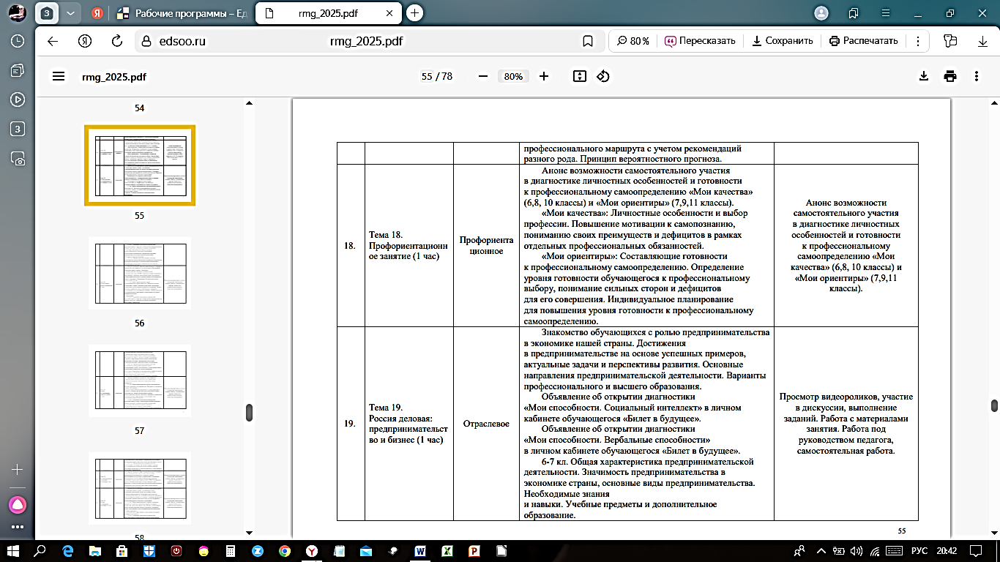 3
Рабочие программы – Ед
rmg_2025.pdf
edsoo.ru
rmg_2025.pdf
80%
Пересказать
Сохранить
Распечатать
rmg_2025.pdf
55 / 78
80%
3
54
55
56
57
58
профессионального маршрута с учетом рекомендаций
разного рода. Принцип вероятностного прогноза.
18.
Тема 18.
Профориентационн
ое занятие (1 час)
Профориента
ционное
Анонс возможности самостоятельного участия
в диагностике личностных особенностей и готовности
к профессиональному самоопределению «Мои качества»
(6,8, 10 классы) и «Мои ориентиры» (7,9,11 классы).
«Мои качества»: Личностные особенности и выбор
профессии. Повышение мотивации к самопознанию,
пониманию своих преимуществ и дефицитов в рамках
отдельных профессиональных обязанностей.
«Мои ориентиры»: Составляющие готовности
к профессиональному самоопределению. Определение
уровня готовности обучающегося к профессиональному
выбору, понимание сильных сторон и дефицитов
для его совершения. Индивидуальное планирование
для повышения уровня готовности к профессиональному
самоопределению.
Анонс возможности
самостоятельного участия
в диагностике личностных
особенностей и готовности
к профессиональному
самоопределению «Мои
качества» (6,8, 10 классы) и
«Мои ориентиры» (7,9,11
классы).
19.
Тема 19.
Россия деловая:
предпринимательст
во и бизнес (1 час)
Отраслевое
Знакомство обучающихся с ролью предпринимательства
в экономике нашей страны. Достижения
в предпринимательстве на основе успешных примеров,
актуальные задачи и перспективы развития. Основные
направления предпринимательской деятельности. Варианты
профессионального и высшего образования.
Объявление об открытии диагностики
«Мои способности. Социальный интеллект» в личном
кабинете обучающегося «Билет в будущее».
Объявление об открытии диагностики
«Мои способности. Вербальные способности»
в личном кабинете обучающегося «Билет в будущее».
6-7 кл. Общая характеристика предпринимательской
деятельности. Значимость предпринимательства в
экономике страны, основные виды предпринимательства.
Необходимые знания
и навыки. Учебные предметы и дополнительное
образование.
Просмотр видеороликов, участие
в дискуссии, выполнение
заданий. Работа с материалами
занятия. Работа под
руководством педагога,
самостоятельная работа.
55
РУС
20:42